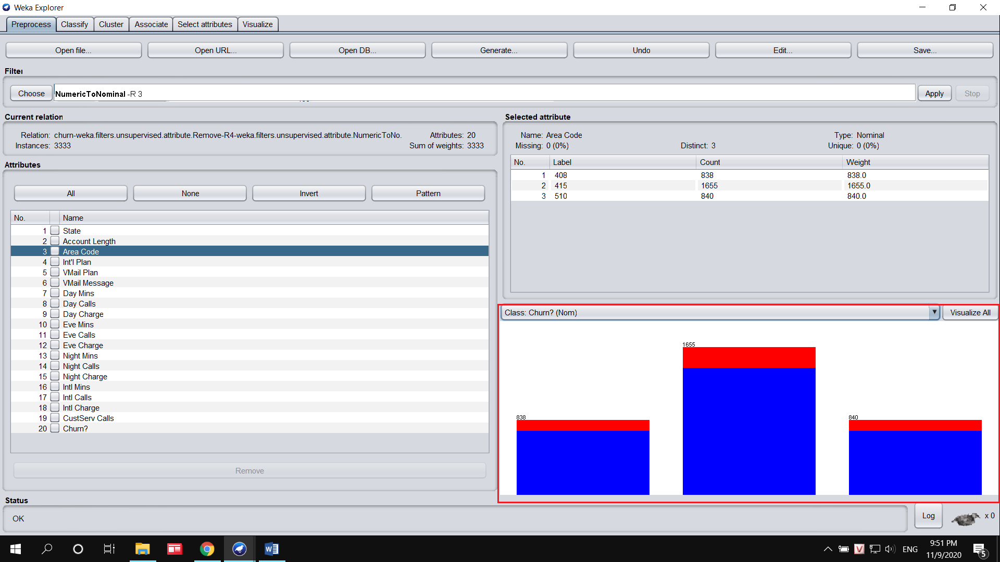 Weka Explorer
Preprocess Classify Cluster Associate Select attributes Visualize
Open file... Open URL... Open DB... Generate... Undo Edit... Save...
Filter
Choose NumericToNominal -R 3 Apply Stop
Current relation
Relation: churn-weka.filters.unsupervised.attribute.Remove-R4-weka.filters.unsupervised.attribute.NumericToNo. Attributes: 20
Instances: 3333 Sum of weights: 3333
Attributes
All None Invert Pattern
No. Name
1 State
2 Account Length
3 Area Code
4 Int'l Plan
5 VMail Plan
6 VMail Message
7 Day Mins
8 Day Calls
9 Day Charge
10 Eve Mins
11 Eve Calls
12 Eve Charge
13 Night Mins
14 Night Calls
15 Night Charge
16 Intl Mins
17 Intl Calls
18 Intl Charge
19 CustServ Calls
20 Churn?
Remove
Selected attribute
Name: Area Code Type: Nominal
Missing: 0 (0%) Distinct: 3 Unique: 0 (0%)
No. Label Count Weight
1 408 838 838.0
2 415 1655 1655.0
3 510 840 840.0
Class: Churn? (Nom) Visualize All
1655
838 840
Status
OK
Log x 0
ENG
9:51 PM
11/9/2020
5